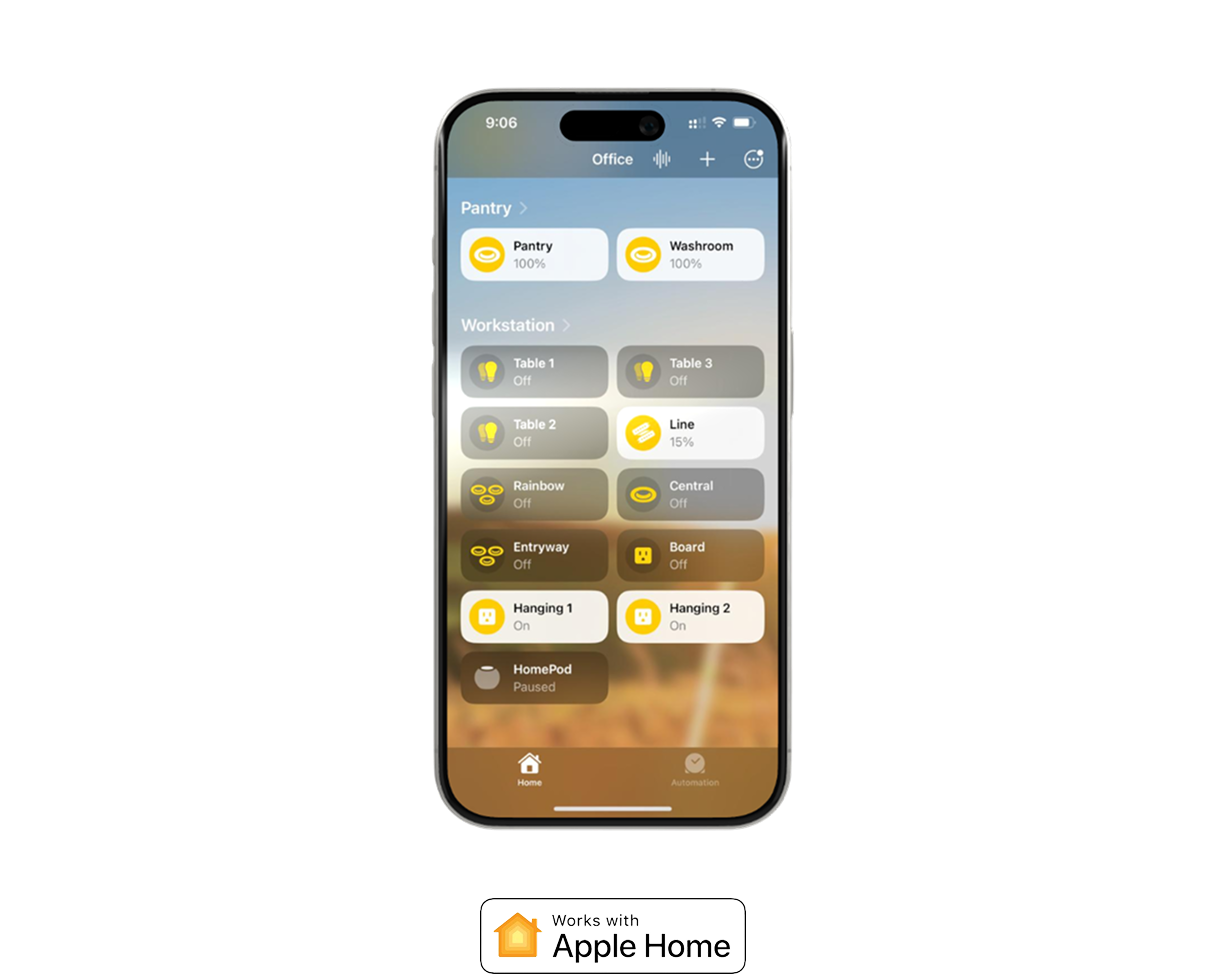 9:06
Office
Pantry
Pantry
100%
Washroom
100%
Workstation
Table 1
Off
Table 3
Off
Table 2
Off
Line
15%
Rainbow
Off
Central
Off
Entryway
Off
Board
Off
Hanging 1
On
Hanging 2
On
HomePod
Paused
Home
Automation
Works with
Apple Home